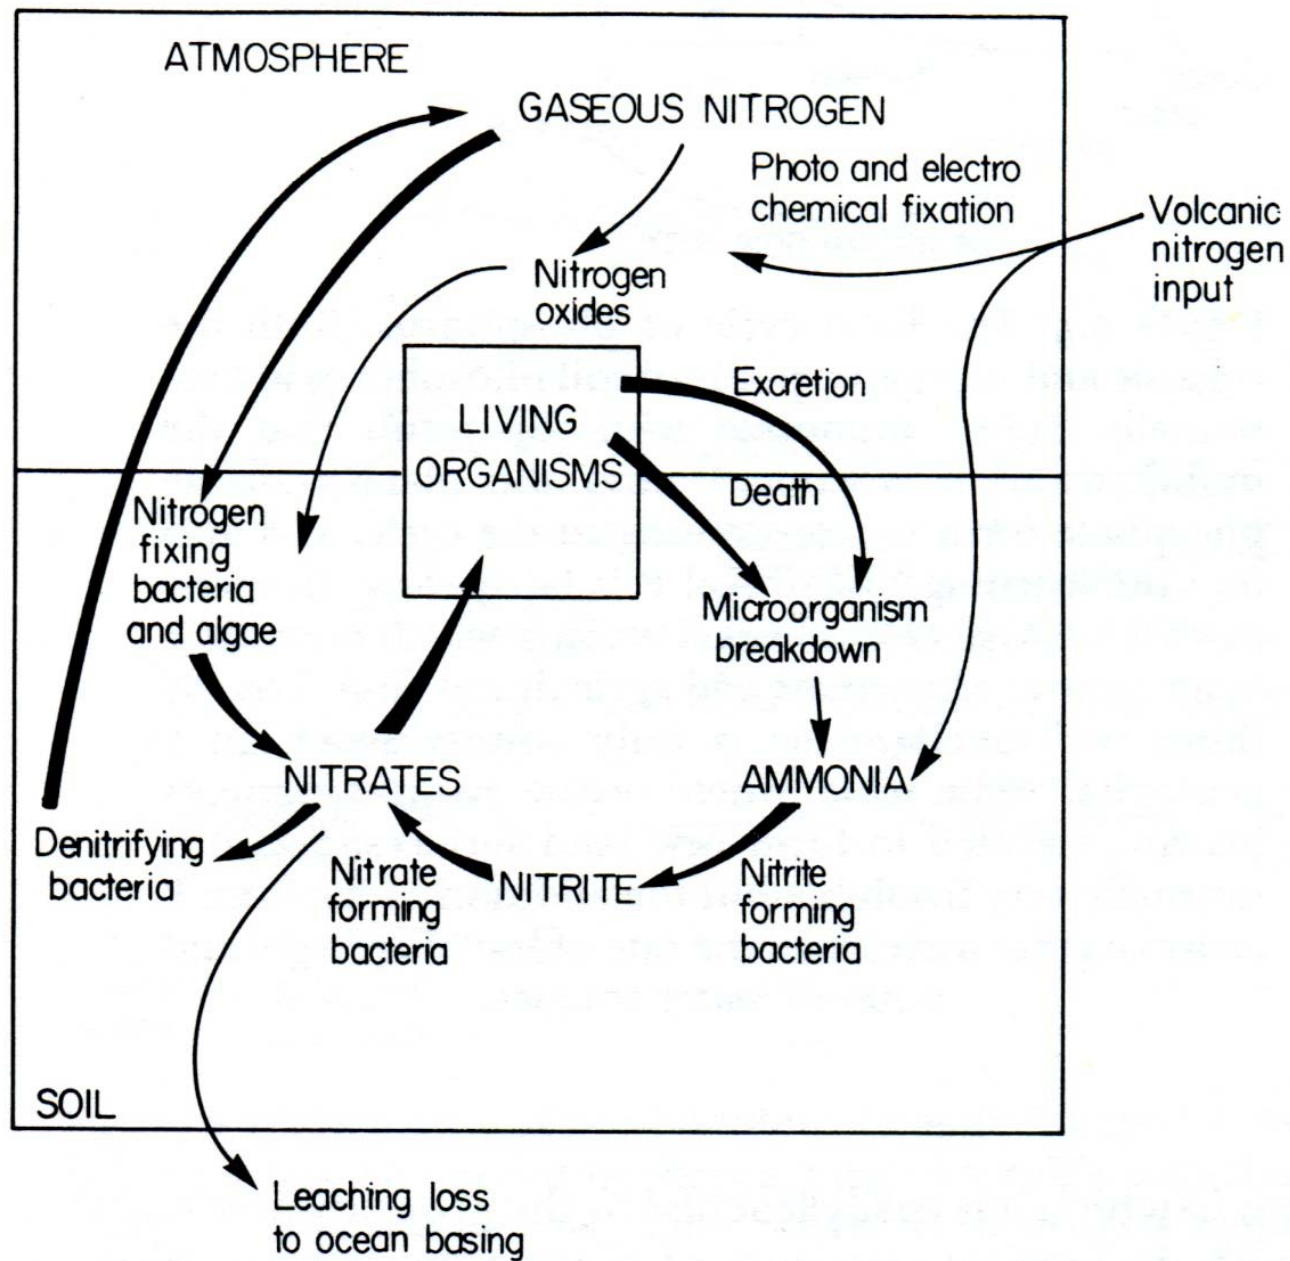 ATMOSPHERE
GASEOUS NITROGEN
Photo and electro
chemical fixation
Volcanic
nitrogen
input
Nitrogen
oxides
Excretion
LIVING
ORGANISMS
Death
Nitrogen
fixing
bacteria
and algae
Microorganism
breakdown
NITRATES
AMMONIA
Denitrifying
bacteria
Nitrate
forming
bacteria
NITRITE
Nitrite
forming
bacteria
SOIL
Leaching loss
to ocean basing